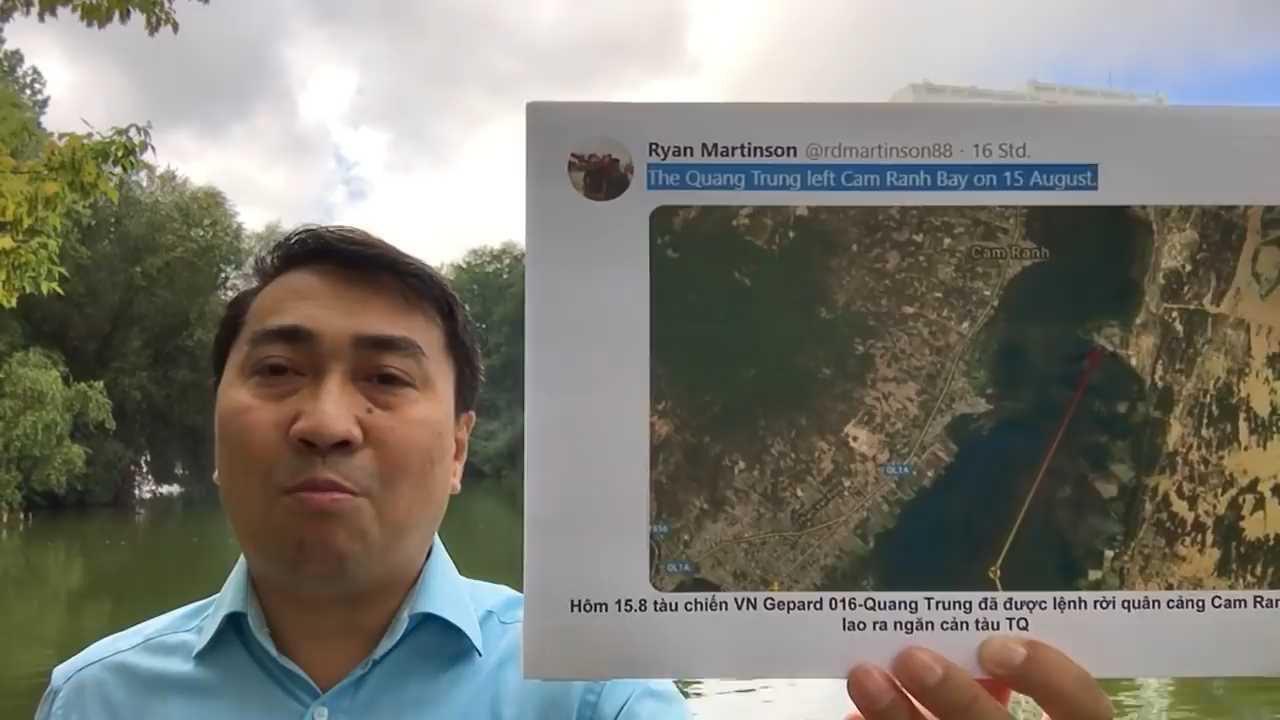 Ryan Martinson @rdmartinson88 · 16 Std.
The Quang Trung left Cam Ranh Bay on 15 August.
Cam Ranh
QL1A
QL1A
Hôm 15.8 tàu chiến VN Gepard 016-Quang Trung đã được lệnh rời quân cảng Cam Ran
lao ra ngăn cản tàu TQ